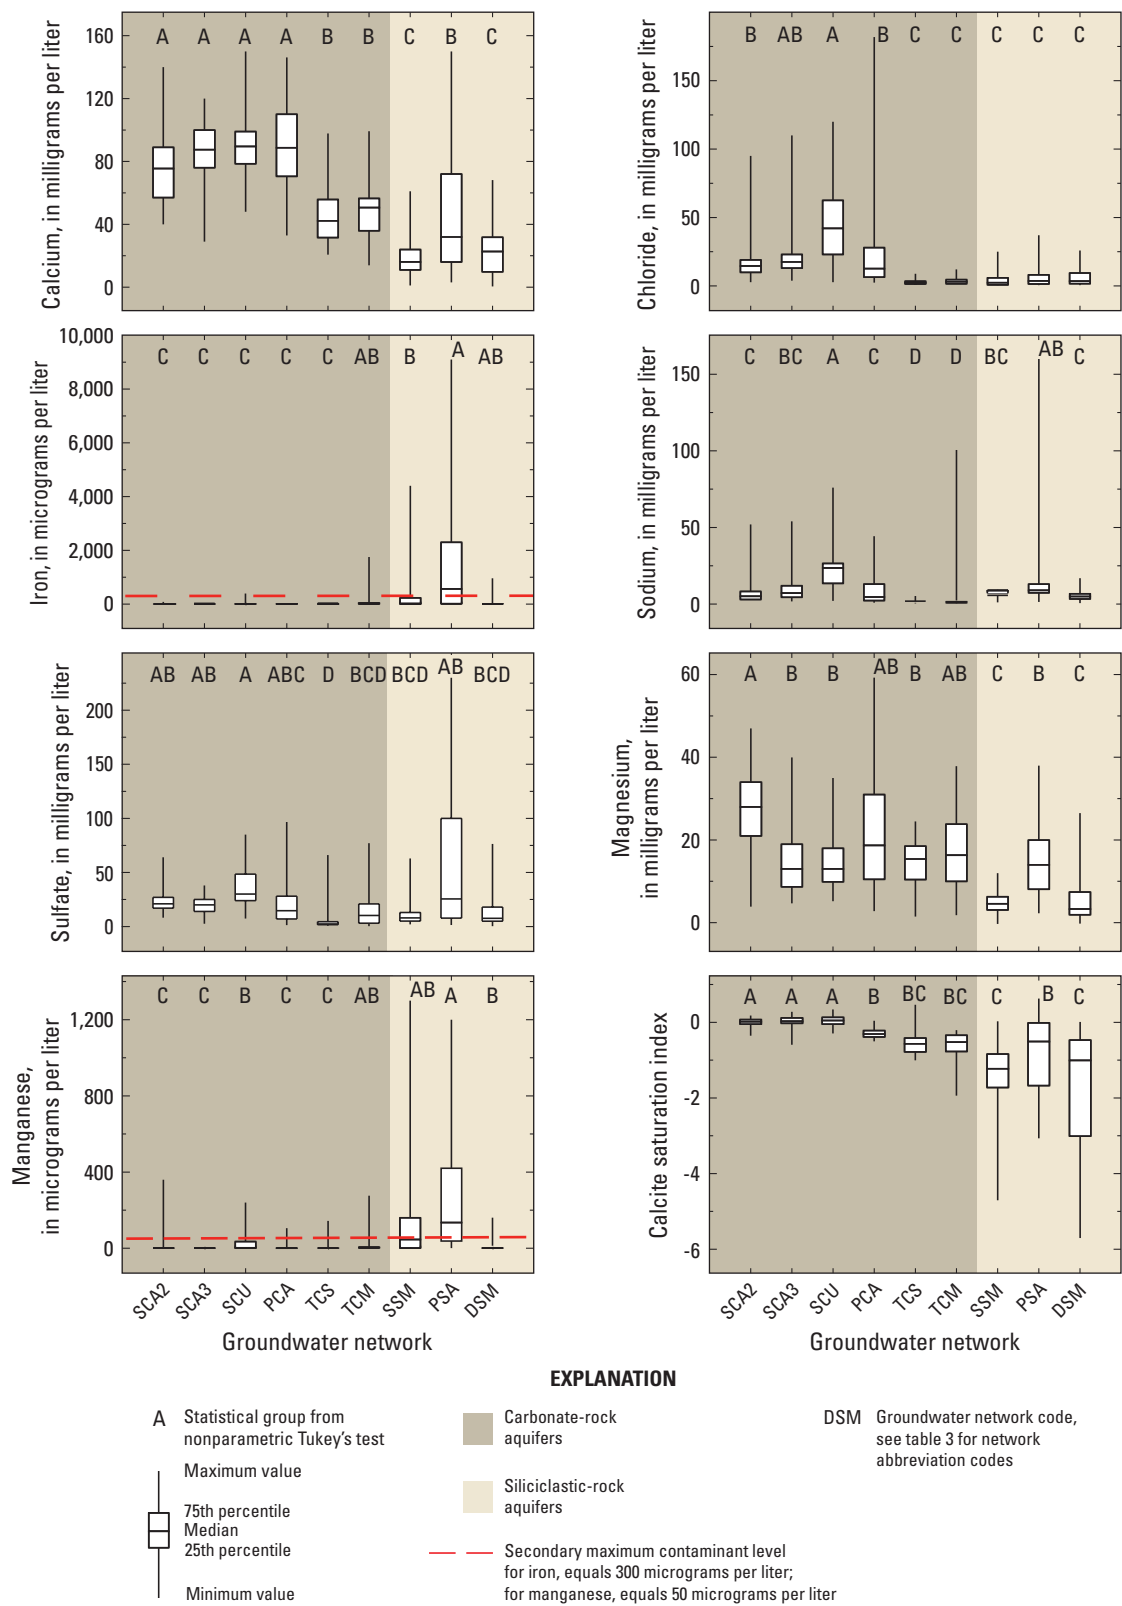 Calcium, in milligrams per liter
160
120
80
40
0
A A A A B B C B C
Chloride, in milligrams per liter
150
100
50
0
B AB A B C C C C C
Iron, in micrograms per liter
10,000
8,000
6,000
4,000
2,000
0
C C C C C AB B A AB
Sodium, in milligrams per liter
150
100
50
0
C BC A C D D BC AB C
Sulfate, in milligrams per liter
200
150
100
50
0
AB AB A ABC D BCD BCD AB BCD
Magnesium,
in milligrams per liter
60
40
20
0
A B B AB B AB C B C
Manganese,
in micrograms per liter
1,200
800
400
0
C C B C C AB AB A B
SCA2 SCA3 SCU PCA TCS TCM SSM PSA DSM
Groundwater network
Calcite saturation index
0
-2
-4
-6
A A A B BC BC C B C
SCA2 SCA3 SCU PCA TCS TCM SSM PSA DSM
Groundwater network
EXPLANATION
A Statistical group from
nonparametric Tukey's test
Maximum value
75th percentile
Median
25th percentile
Minimum value
Carbonate-rock
aquifers
Siliciclastic-rock
aquifers
Secondary maximum contaminant level
for iron, equals 300 micrograms per liter;
for manganese, equals 50 micrograms per liter
DSM Groundwater network code,
see table 3 for network
abbreviation codes